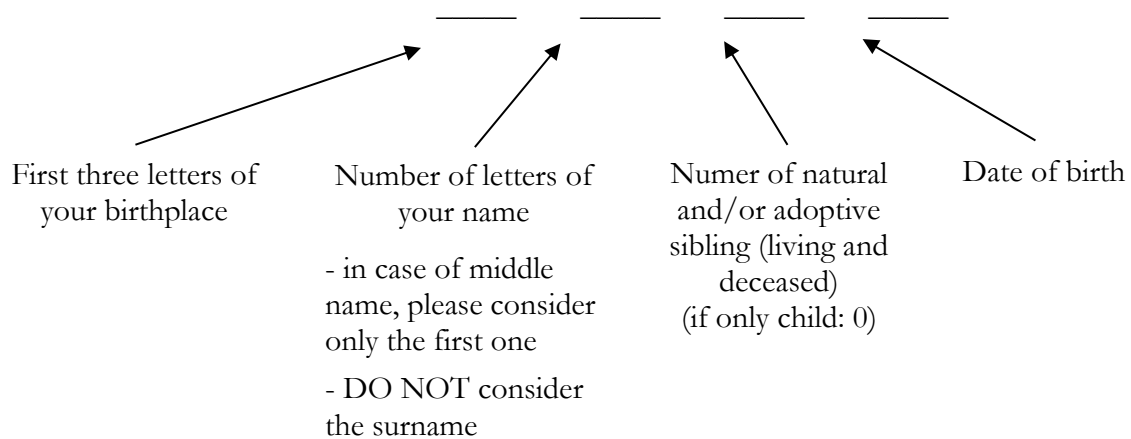 First three letters of
your birthplace
Number of letters of
your name
- in case of middle
name, please consider
only the first one
- DO NOT consider
the surname
Numer of natural
and/or adoptive
sibling (living and
deceased)
(if only child: 0)
Date of birth